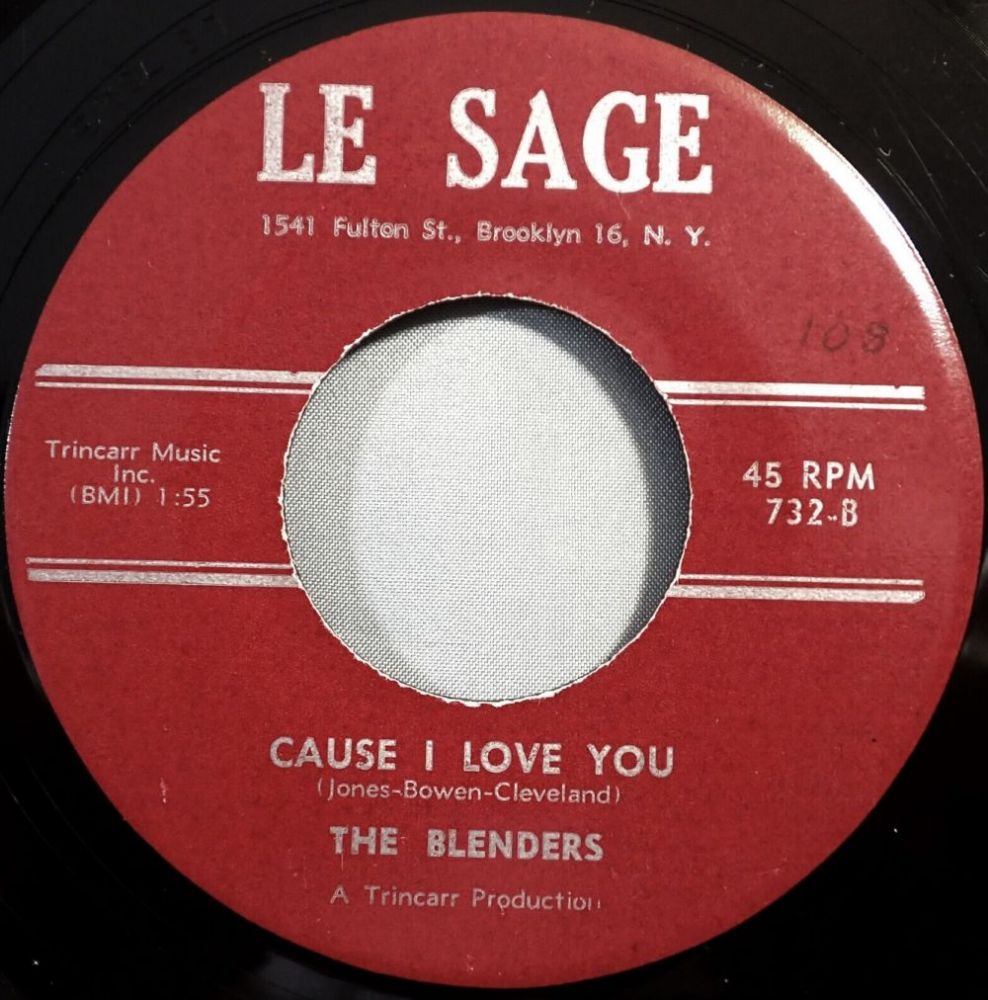 LE SAGE
1541 Fulton St., Brooklyn 16, N. Y.
108
Trincarr Music
Inc.
(BMI) 1:55
45 RPM
732-B
CAUSE I LOVE YOU
(Jones-Bowen-Cleveland)
THE BLENDERS
A Trincarr Production